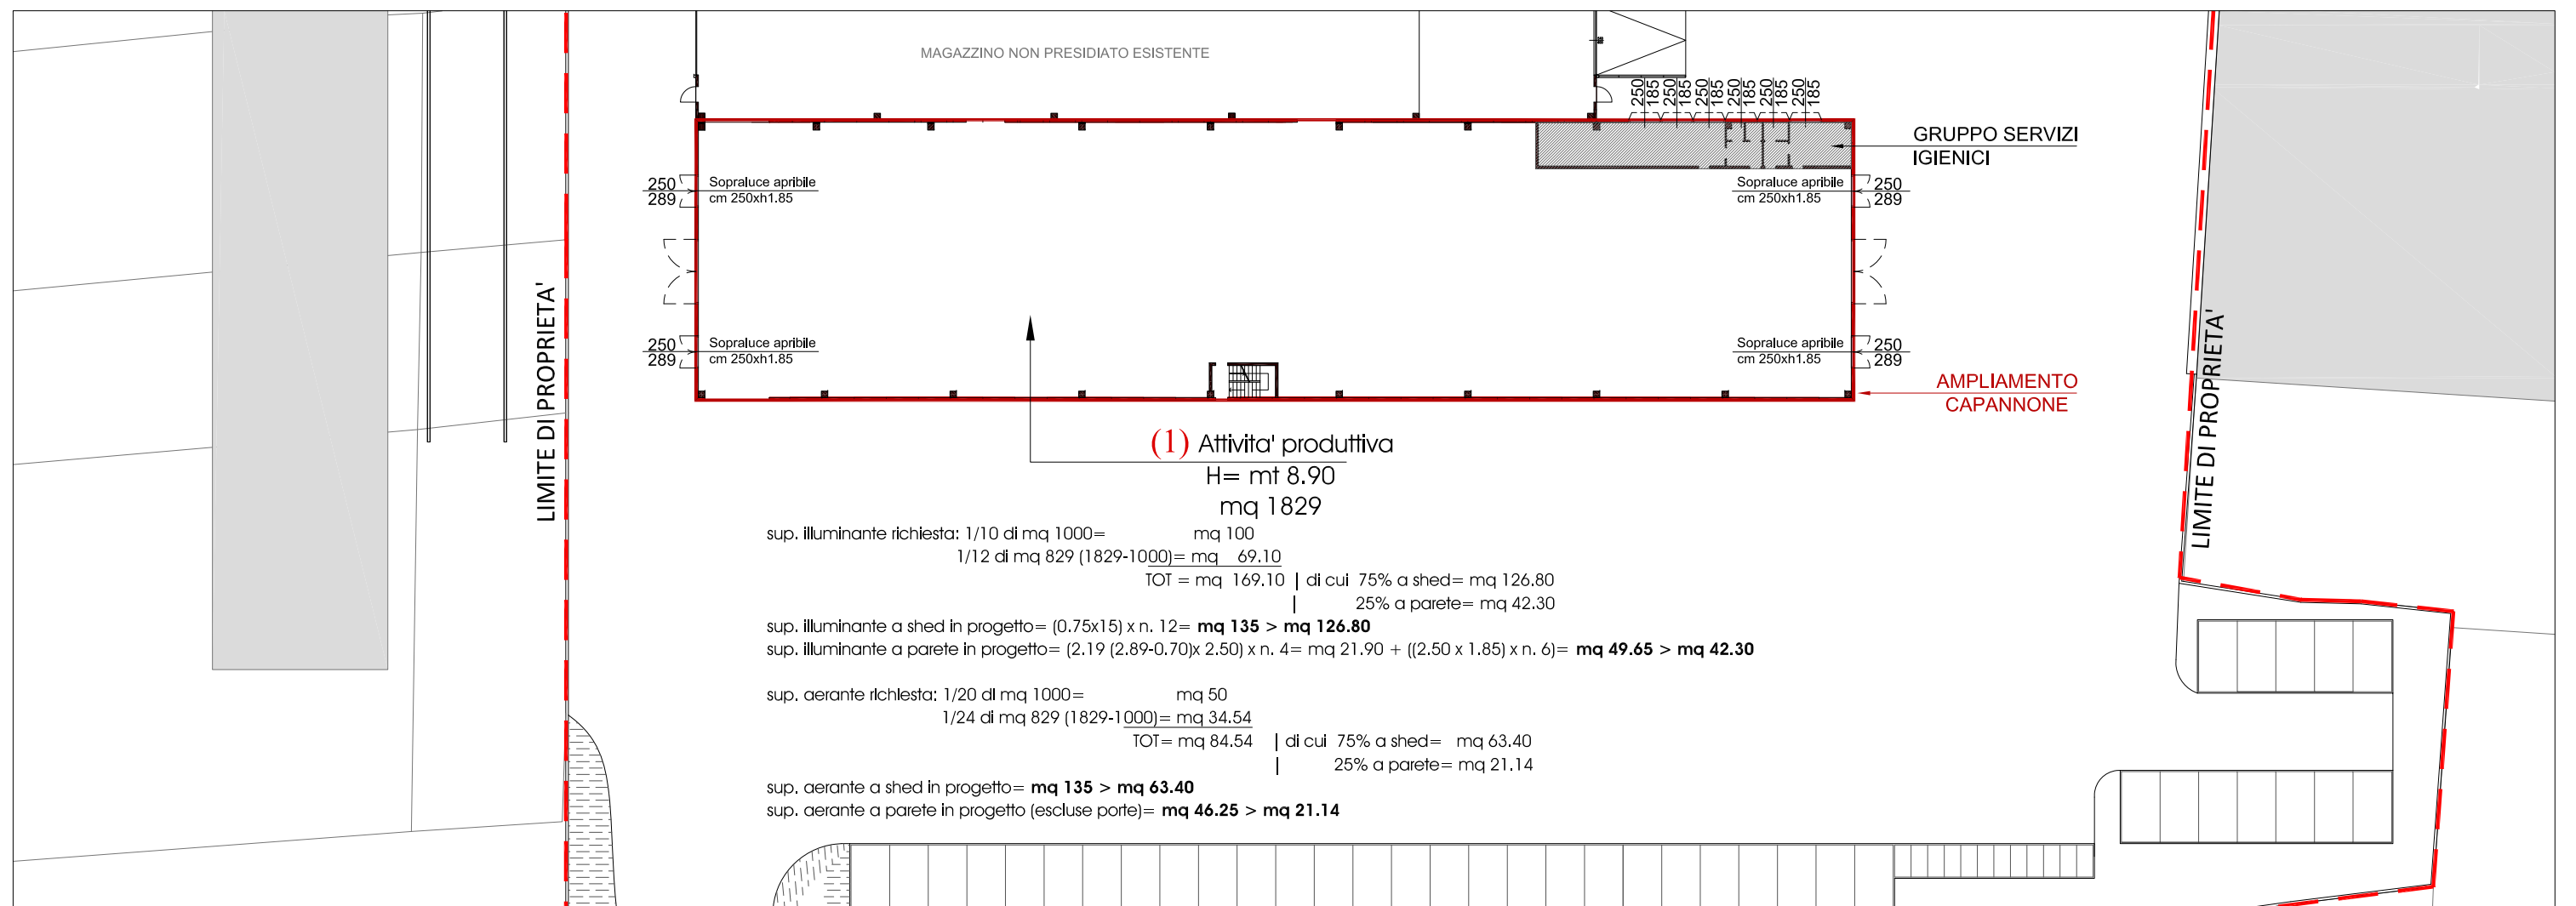 MAGAZZINO NON PRESIDIATO ESISTENTE
250 185 250 185 250 185 250 185 250 185 250 185
GRUPPO SERVIZI
IGIENICI
250
289
Sopraluce apribile
cm 250xh1.85
Sopraluce apribile
cm 250xh1.85
250
289
250
289
Sopraluce apribile
cm 250xh1.85
Sopraluce apribile
cm 250xh1.85
250
289
LIMITE DI PROPRIETA'
LIMITE DI PROPRIETA'
AMPLIAMENTO
CAPANNONE
(1) Attivita' produttiva
H= mt 8.90
mq 1829
sup. illuminante richiesta: 1/10 di mq 1000= mq 100
1/12 di mq 829 (1829-1000)= mq 69.10
TOT = mq 169.10 | di cui 75% a shed= mq 126.80
| 25% a parete= mq 42.30
sup. illuminante a shed in progetto= (0.75x15) x n. 12= mq 135 > mq 126.80
sup. illuminante a parete in progetto= (2.19 (2.89-0.70)x 2.50) x n. 4= mq 21.90 + ((2.50 x 1.85) x n. 6)= mq 49.65 > mq 42.30
sup. aerante richiesta: 1/20 di mq 1000= mq 50
1/24 di mq 829 (1829-1000)= mq 34.54
TOT= mq 84.54 | di cui 75% a shed= mq 63.40
| 25% a parete= mq 21.14
sup. aerante a shed in progetto= mq 135 > mq 63.40
sup. aerante a parete in progetto (escluse porte)= mq 46.25 > mq 21.14